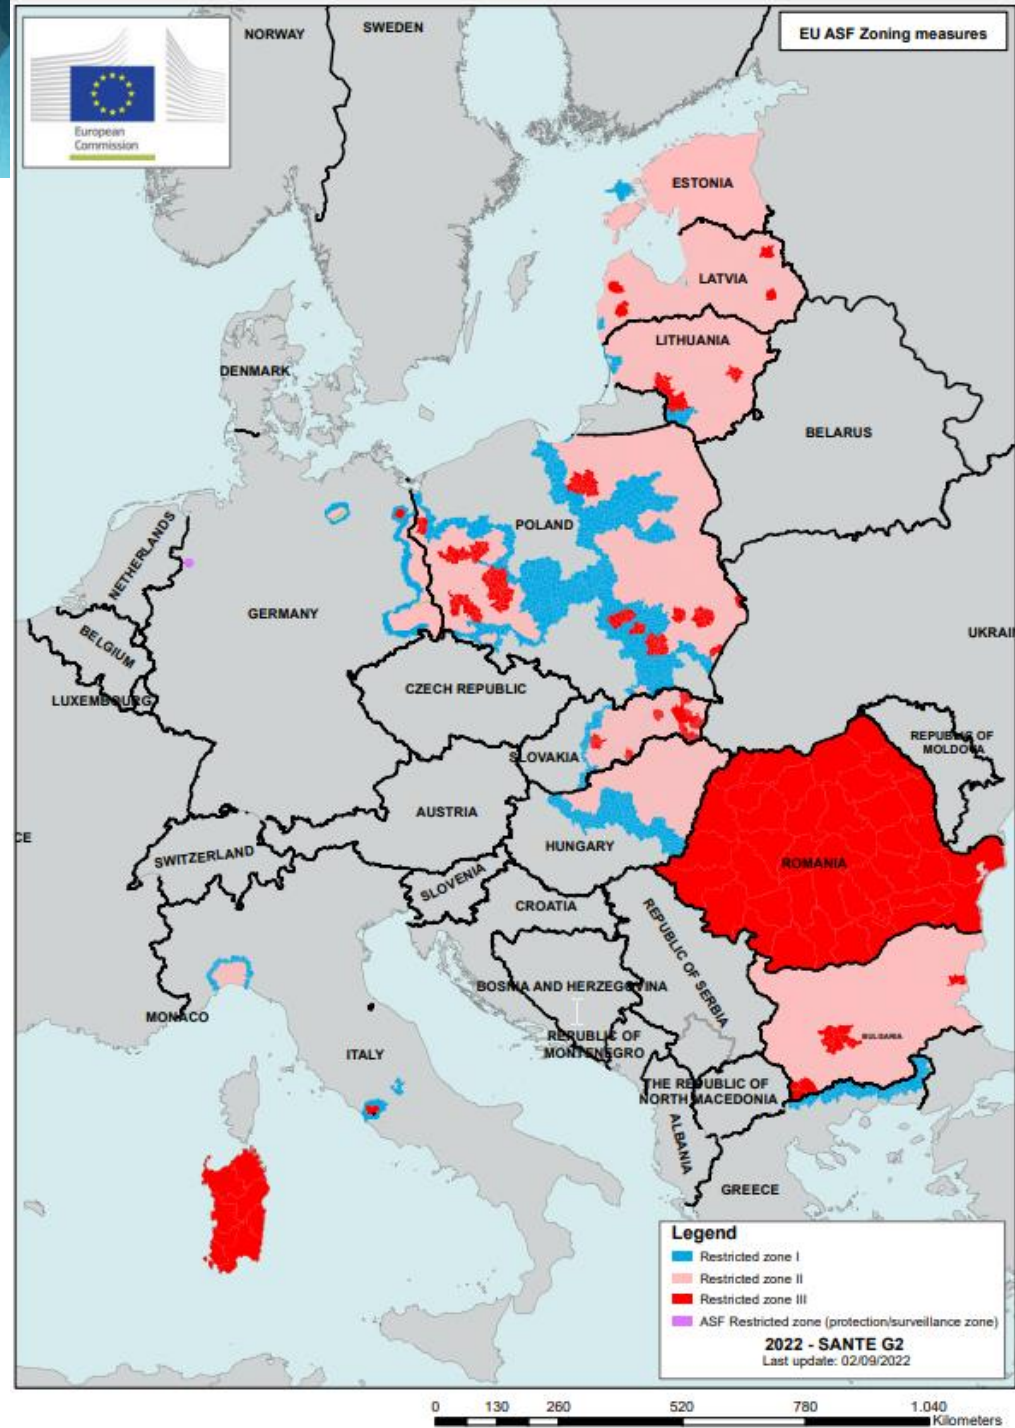 EU ASF Zoning measures
European
Commission
NORWAY
SWEDEN
ESTONIA
LATVIA
LITHUANIA
DENMARK
BELARUS
NETHERLANDS
POLAND
GERMANY
BELGIUM
UKRAI
LUXEMBOURG
CZECH REPUBLIC
REPUBLIC OF
MOLDOVA
SLOVAKIA
AUSTRIA
CE
HUNGARY
SWITZERLAND
ROMANIA
SLOVENIA
CROATIA
REPUBLIC OF SERBIA
BOSNIA AND HERZEGOVINA
MONACO
REPUBLIC OF
MONTENEGRO
BULGARIA
ITALY
THE REPUBLIC OF
NORTH MACEDONIA
ALBANIA
GREECE
Legend
Restricted zone I
Restricted zone II
Restricted zone III
ASF Restricted zone (protection/surveillance zone)
2022 - SANTE G2
Last update: 02/09/2022
0 130 260 520 780 1.040
Kilometers